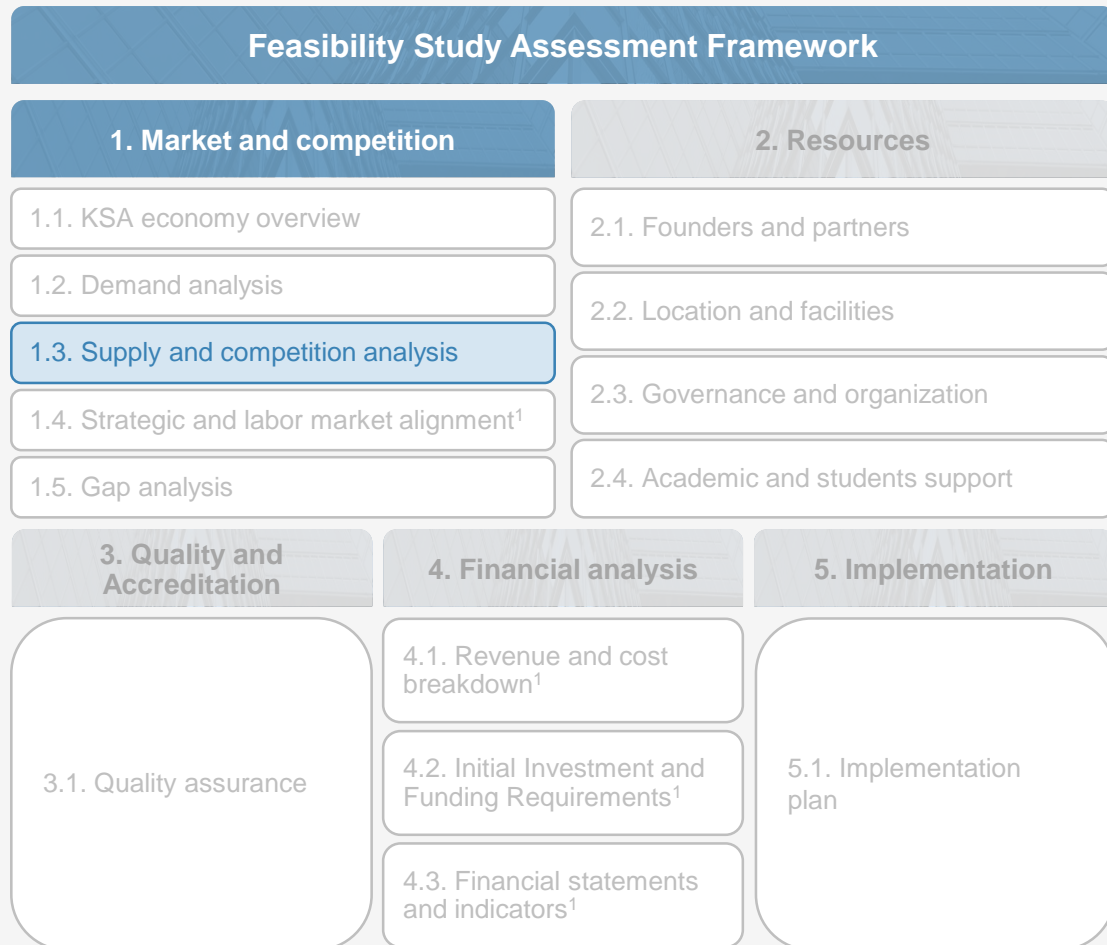 Feasibility Study Assessment Framework
1. Market and competition
1.1. KSA economy overview
1.2. Demand analysis
1.3. Supply and competition analysis
1.4. Strategic and labor market alignment1
1.5. Gap analysis
2. Resources
2.1. Founders and partners
2.2. Location and facilities
2.3. Governance and organization
2.4. Academic and students support
3. Quality and
Accreditation
3.1. Quality assurance
4. Financial analysis
4.1. Revenue and cost
breakdown1
4.2. Initial Investment and
Funding Requirements1
4.3. Financial statements
and indicators1
5. Implementation
5.1. Implementation
plan